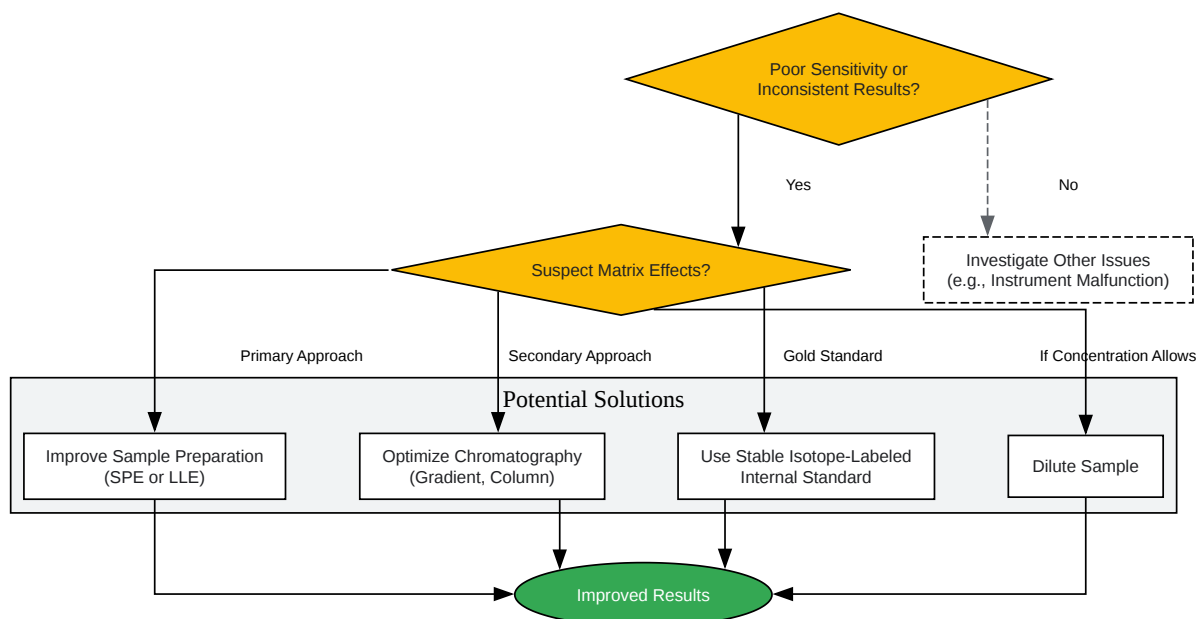 Poor Sensitivity or
Inconsistent Results?
Yes
No
Suspect Matrix Effects?
Investigate Other Issues
(e.g., Instrument Malfunction)
Primary Approach
Secondary Approach
Gold Standard
If Concentration Allows
Potential Solutions
Improve Sample Preparation
(SPE or LLE)
Optimize Chromatography
(Gradient, Column)
Use Stable Isotope-Labeled
Internal Standard
Dilute Sample
Improved Results